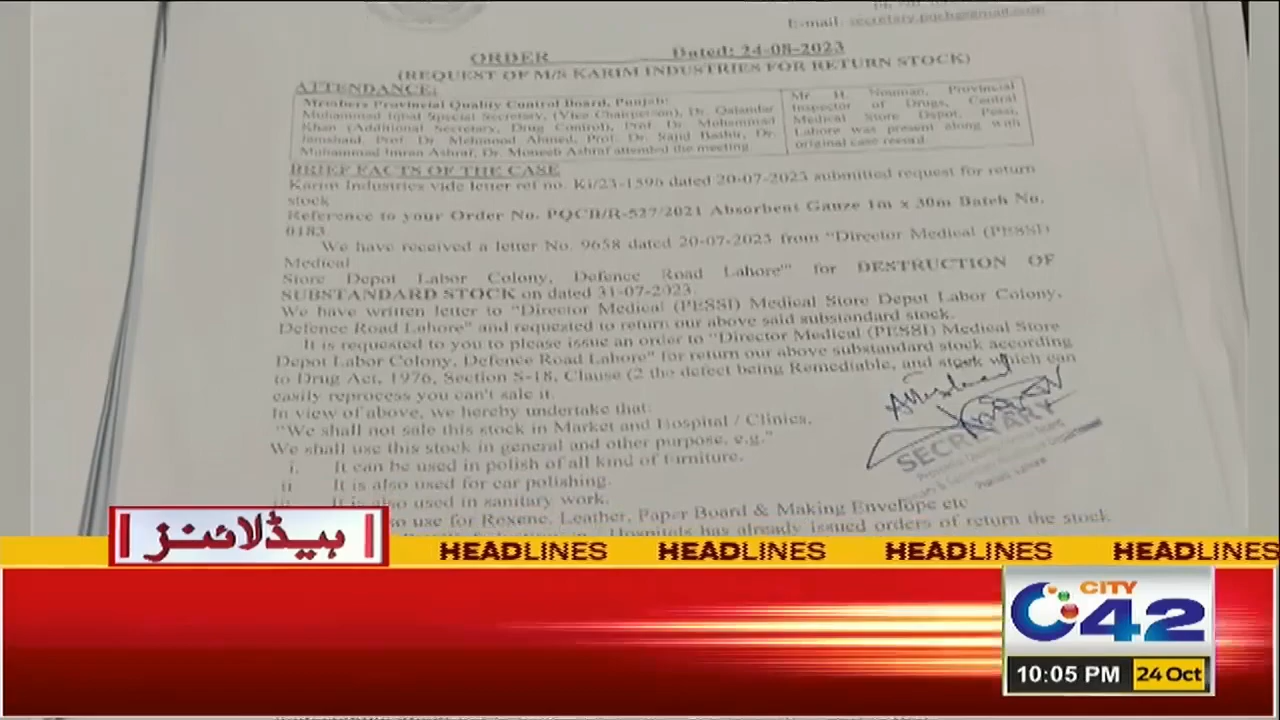 E-mail: secretary.pqcb@gmail.com
ORDER Dated: 24-08-2023
(REQUEST OF M/S KARIM INDUSTRIES FOR RETURN STOCK)
ATTENDANCE:
Members Provincial Quality Control Board, Punjab:
Muhammad Iqbal Special Secretary, (Vice Chairperson), Dr. Qalandar
Khan (Additional Secretary, Drug Control), Prof Dr. Mohammad
Jamshaid, Prof. Dr Mehmood Ahmed, Prof. Dr. Sajid Bashir, Dr.
Muhammad Imran Ashraf, Dr. Moneeb Ashraf attended the meeting
Mr. H. Nouman, Provincial
Inspector of Drugs, Central
Medical Store Depot, Pessi,
Lahore was present along with
original case record.
BRIEF FACTS OF THE CASE
Karim Industries vide letter ref no. Ki/23-1596 dated 20-07-2023 submitted request for return
stock
Reference to your Order No. PQCB/R-527/2021 Absorbent Gauze 1m x 30m Batch No.
0183
We have received a letter No. 9658 dated 20-07-2023 from "Director Medical (PESSI)
Medical
Store Depot Labor Colony, Defence Road Lahore"" for DESTRUCTION OF
SUBSTANDARD STOCK on dated 31-07-2023.
We have written letter to "Director Medical (PESSI) Medical Store Depot Labor Colony,
Defence Road Lahore" and requested to return our above said substandard stock.
It is requested to you to please issue an order to "Director Medical (PESSI) Medical Store
Depot Labor Colony, Defence Road Lahore" for return our above substandard stock according
to Drug Act, 1976, Section S-18, Clause (2 the defect being Remediable, and stock which can
easily reprocess you can't sale it.
In view of above, we hereby undertake that:
"We shall not sale this stock in Market and Hospital / Clinics.
We shall use this stock in general and other purpose, e.g."
i. It can be used in polish of all kind of furniture.
ii It is also used for car polishing.
It is also used in sanitary work.
use for Rexene, Leather, Paper Board & Making Envelope etc
Hospitals has already issued orders of return the stock
SECRETARY
ہیڈلائنز
HEADLINES HEADLINES HEADLINES HEADLINES
CITY
42
10:05 PM 24 Oct